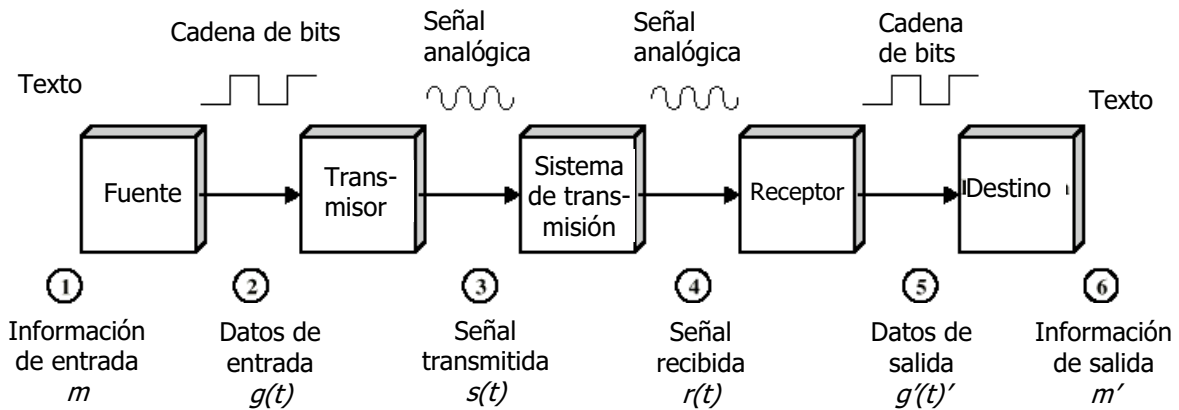 Texto
Cadena de bits
Señal
analógica
Señal
analógica
Cadena
de bits
Texto
Fuente
Trans-
misor
Sistema
de trans-
misión
Receptor
Destino
1
2
3
4
5
6
Información
de entrada
m
Datos de
entrada
g(t)
Señal
transmitida
s(t)
Señal
recibida
r(t)
Datos de
salida
g'(t)'
Información
de salida
m'